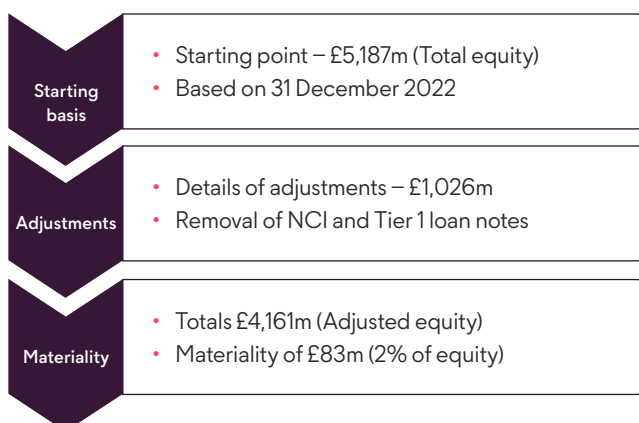 Starting
basis
• Starting point – £5,187m (Total equity)
• Based on 31 December 2022
Adjustments
• Details of adjustments – £1,026m
• Removal of NCI and Tier 1 loan notes
Materiality
• Totals £4,161m (Adjusted equity)
• Materiality of £83m (2% of equity)